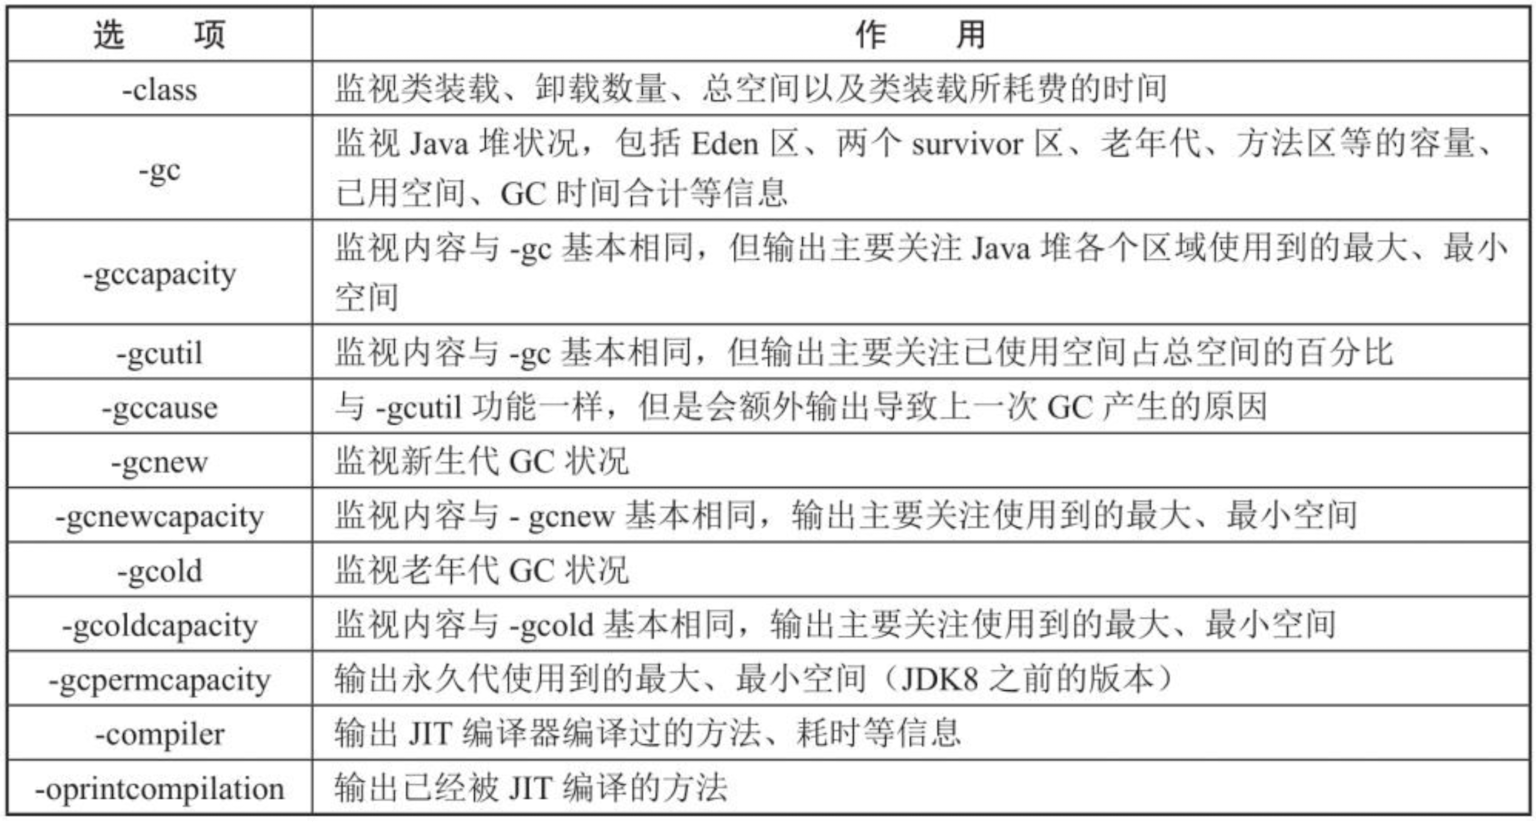 选 项 作 用
-class 监视类装载、卸载数量、总空间以及类装载所耗费的时间
-gc 监视 Java 堆状况，包括 Eden 区、两个 survivor 区、老年代、方法区等的容量、
已用空间、GC 时间合计等信息
-gccapacity 监视内容与 -gc 基本相同，但输出主要关注 Java 堆各个区域使用到的最大、最小
空间
-gcutil 监视内容与 -gc 基本相同，但输出主要关注已使用空间占总空间的百分比
-gccause 与 -gcutil 功能一样，但是会额外输出导致上一次 GC 产生的原因
-gcnew 监视新生代 GC 状况
-gcnewcapacity 监视内容与 - gcnew 基本相同，输出主要关注使用到的最大、最小空间
-gcold 监视老年代 GC 状况
-gcoldcapacity 监视内容与 -gcold 基本相同，输出主要关注使用到的最大、最小空间
-gcpermcapacity 输出永久代使用到的最大、最小空间（JDK8 之前的版本）
-compiler 输出 JIT 编译器编译过的方法、耗时等信息
-oprintcompilation 输出已经被 JIT 编译的方法